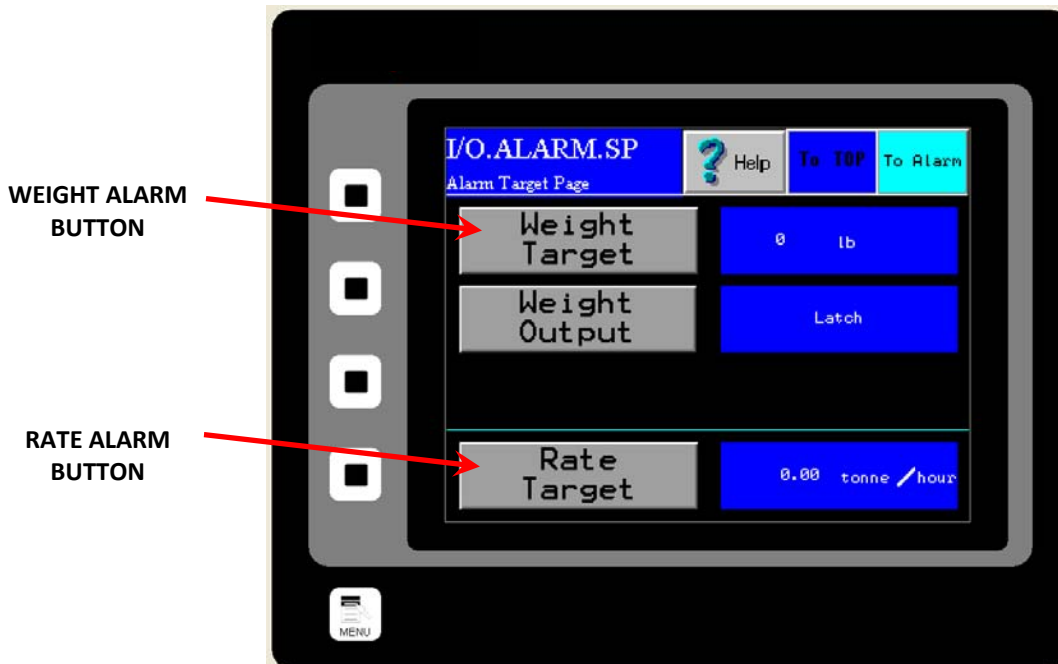 WEIGHT ALARM
BUTTON
RATE ALARM
BUTTON
I/O.ALARM.SP
Alarm Target Page
Help
To TOP
To Alarm
Weight
Target
0 lb
Weight
Output
Latch
Rate
Target
0.00 tonne /hour
MENU